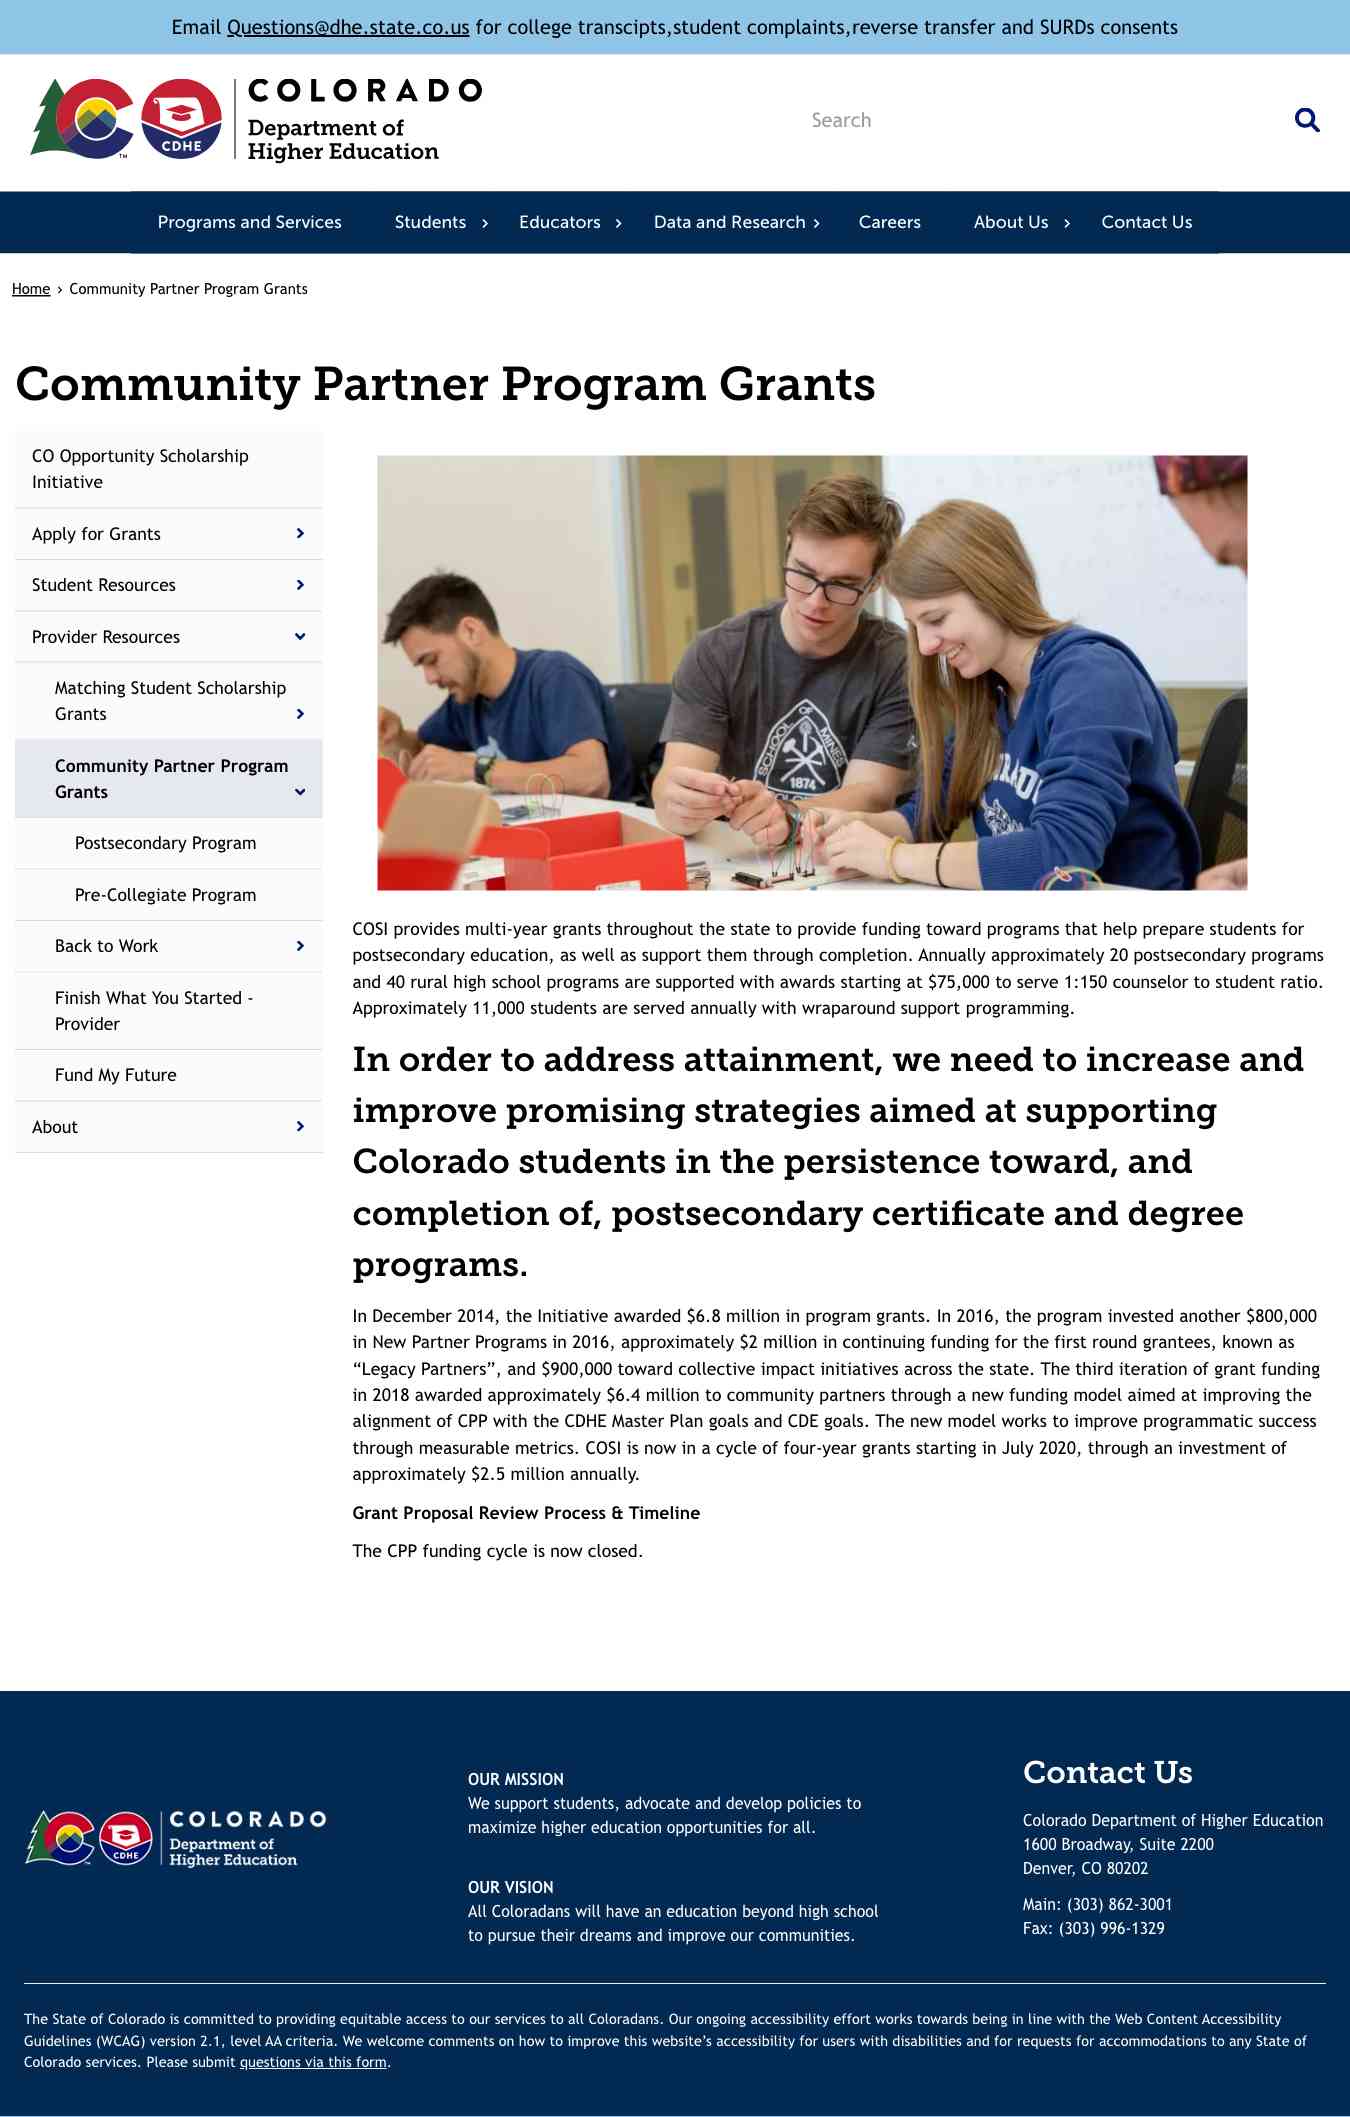 Email Questions@dhe.state.co.us for college transcipts,student complaints,reverse transfer and SURDs consents
COLORADO
Department of
Higher Education
CDHE
TM
Search
Programs and Services
Students
Educators
Data and Research
Careers
About Us
Contact Us
Home › Community Partner Program Grants
Community Partner Program Grants
CO Opportunity Scholarship
Initiative
Apply for Grants
Student Resources
Provider Resources
Matching Student Scholarship
Grants
Community Partner Program
Grants
Postsecondary Program
Pre-Collegiate Program
Back to Work
Finish What You Started -
Provider
Fund My Future
About
SCHOOL OF MINES
1874
COSI provides multi-year grants throughout the state to provide funding toward programs that help prepare students for
postsecondary education, as well as support them through completion. Annually approximately 20 postsecondary programs
and 40 rural high school programs are supported with awards starting at $75,000 to serve 1:150 counselor to student ratio.
Approximately 11,000 students are served annually with wraparound support programming.
In order to address attainment, we need to increase and
improve promising strategies aimed at supporting
Colorado students in the persistence toward, and
completion of, postsecondary certificate and degree
programs.
In December 2014, the Initiative awarded $6.8 million in program grants. In 2016, the program invested another $800,000
in New Partner Programs in 2016, approximately $2 million in continuing funding for the first round grantees, known as
“Legacy Partners”, and $900,000 toward collective impact initiatives across the state. The third iteration of grant funding
in 2018 awarded approximately $6.4 million to community partners through a new funding model aimed at improving the
alignment of CPP with the CDHE Master Plan goals and CDE goals. The new model works to improve programmatic success
through measurable metrics. COSI is now in a cycle of four-year grants starting in July 2020, through an investment of
approximately $2.5 million annually.
Grant Proposal Review Process & Timeline
The CPP funding cycle is now closed.
COLORADO
Department of
Higher Education
CDHE
OUR MISSION
We support students, advocate and develop policies to
maximize higher education opportunities for all.
OUR VISION
All Coloradans will have an education beyond high school
to pursue their dreams and improve our communities.
Contact Us
Colorado Department of Higher Education
1600 Broadway, Suite 2200
Denver, CO 80202
Main: (303) 862-3001
Fax: (303) 996-1329
The State of Colorado is committed to providing equitable access to our services to all Coloradans. Our ongoing accessibility effort works towards being in line with the Web Content Accessibility
Guidelines (WCAG) version 2.1, level AA criteria. We welcome comments on how to improve this website’s accessibility for users with disabilities and for requests for accommodations to any State of
Colorado services. Please submit questions via this form.